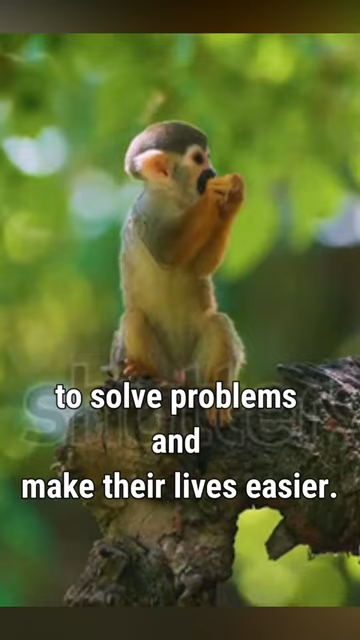 to solve problems
and
make their lives easier.